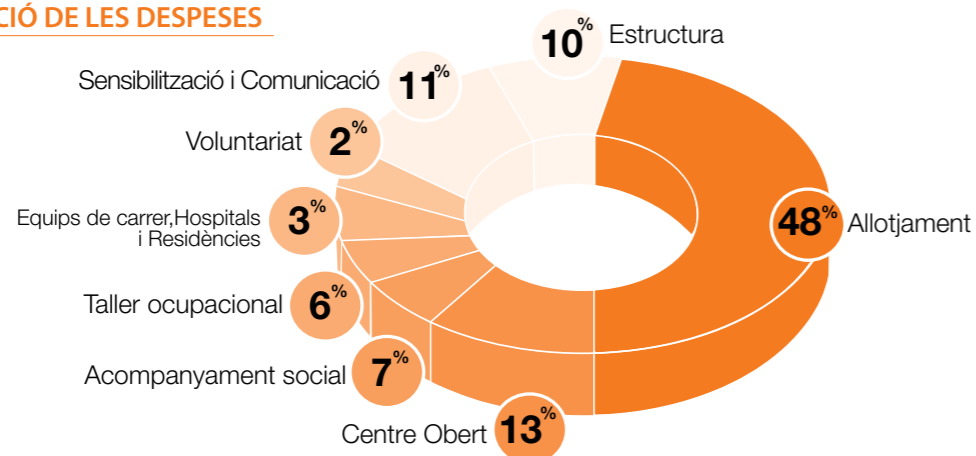 CIÓ DE LES DESPESES
10% Estructura
Sensibilització i Comunicació 11%
Voluntariat 2%
Equips de carrer,Hospitals
i Residències 3%
48% Allotjament
Taller ocupacional 6%
Acompanyament social 7%
Centre Obert 13%